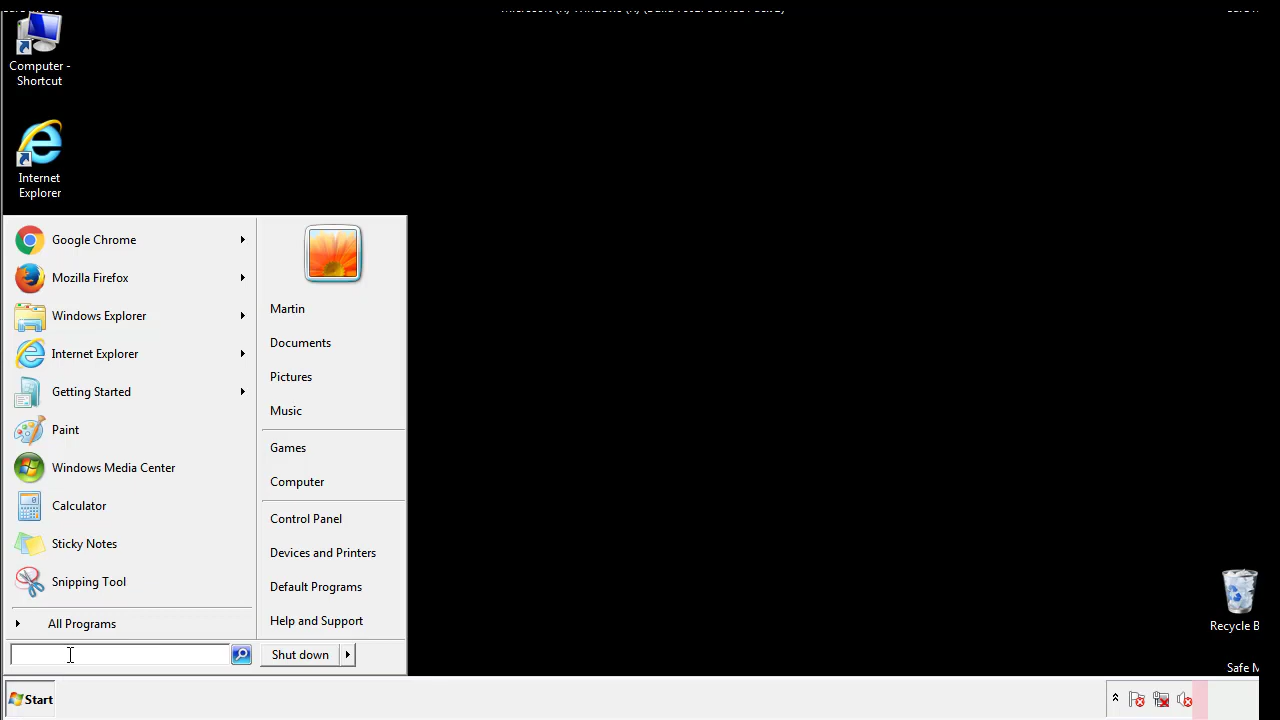 Computer -
Shortcut
Internet
Explorer
Google Chrome
Mozilla Firefox
Windows Explorer
Internet Explorer
Getting Started
Paint
Windows Media Center
Calculator
Sticky Notes
Snipping Tool
All Programs
Martin
Documents
Pictures
Music
Games
Computer
Control Panel
Devices and Printers
Default Programs
Help and Support
Shut down
Recycle B
Safe M
Start